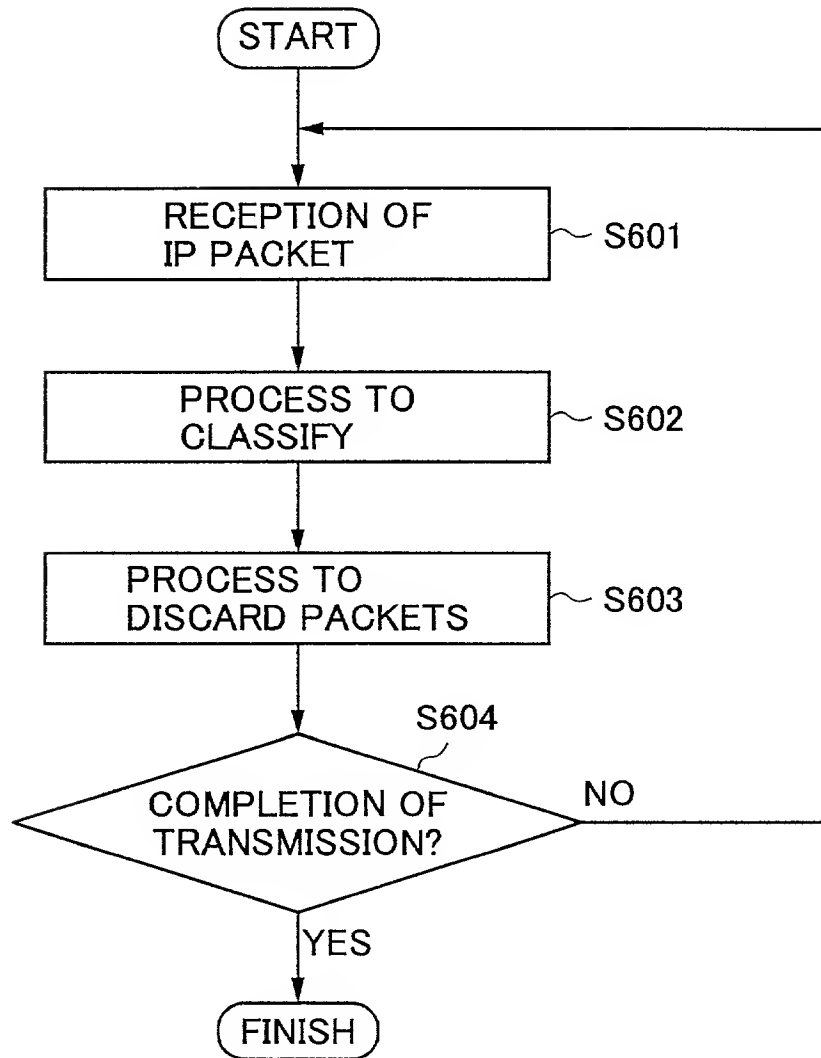 START
RECEPTION OF
IP PACKET
S601
PROCESS TO
CLASSIFY
S602
PROCESS TO
DISCARD PACKETS
S603
S604
COMPLETION OF
TRANSMISSION?
NO
YES
FINISH